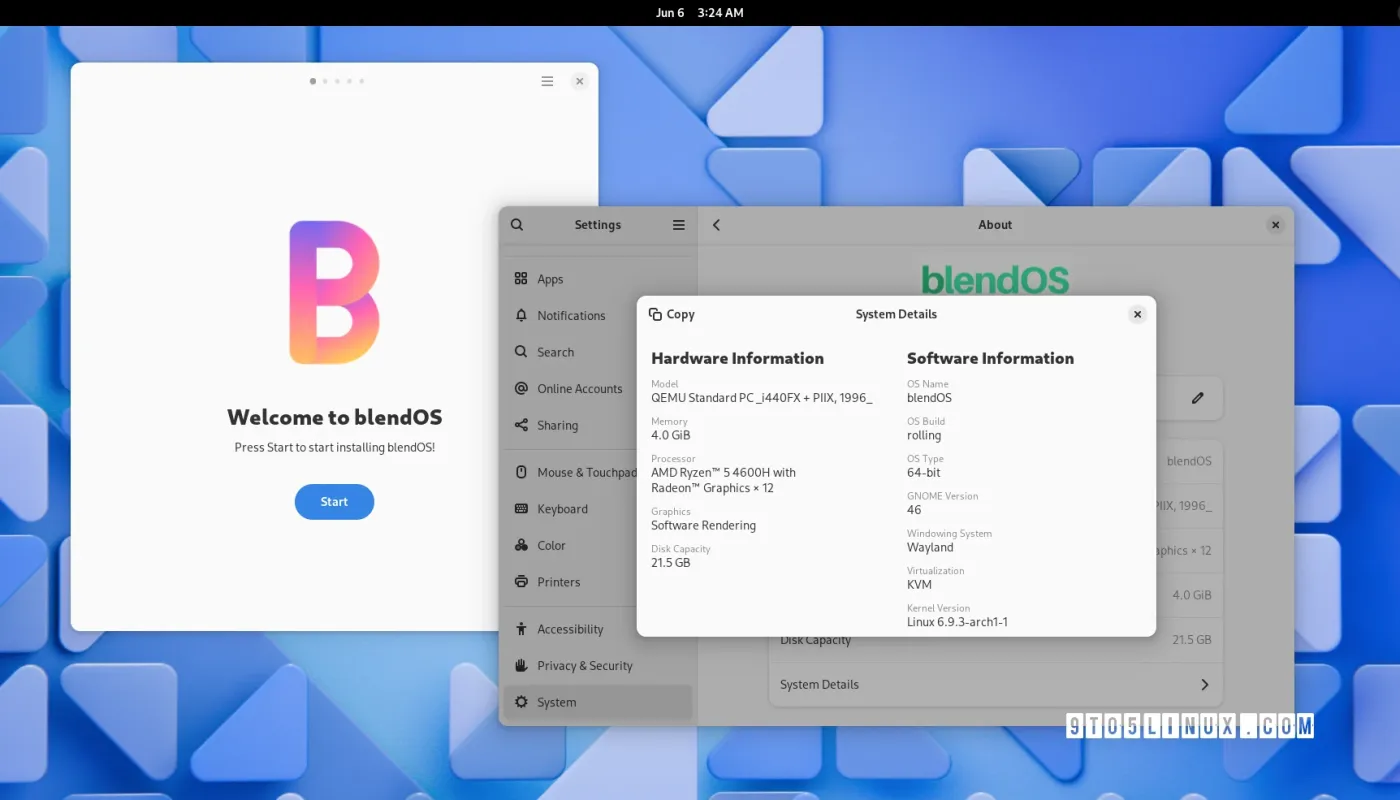 Jun 6 3:24 AM
Welcome to blendOS
Press Start to start installing blendOS!
Start
Settings
Apps
Notifications
Search
Online Accounts
Sharing
Mouse & Touchpad
Keyboard
Color
Printers
Accessibility
Privacy & Security
System
About
blendOS
Copy
System Details
Hardware Information
Model
QEMU Standard PC _i440FX + PIIX, 1996_
Memory
4.0 GiB
Processor
AMD Ryzen™ 5 4600H with
Radeon™ Graphics × 12
Graphics
Software Rendering
Disk Capacity
21.5 GB
Software Information
OS Name
blendOS
OS Build
rolling
OS Type
64-bit
GNOME Version
46
Windowing System
Wayland
Virtualization
KVM
Kernel Version
Linux 6.9.3-arch1-1
blendOS
PIIX, 1996_
aphics × 12
4.0 GiB
Disk Capacity 21.5 GB
System Details
9TO5LINUX.COM